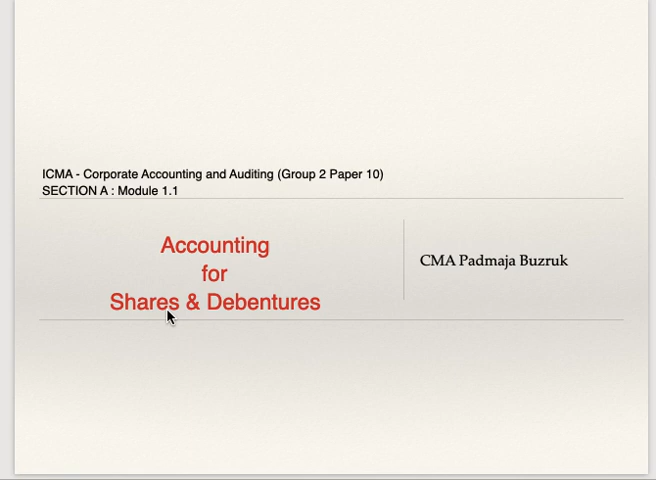 ICMA - Corporate Accounting and Auditing (Group 2 Paper 10)
SECTION A : Module 1.1
Accounting
for
Shares & Debentures
CMA Padmaja Buzruk